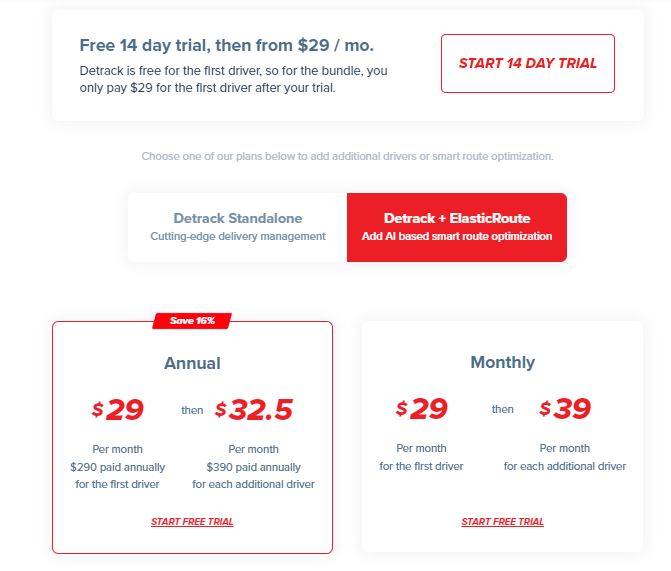 Free 14 day trial, then from $29 / mo.
Detrack is free for the first driver, so for the bundle, you
only pay $29 for the first driver after your trial.
START 14 DAY TRIAL
Choose one of our plans below to add additional drivers or smart route optimization.
Detrack Standalone
Cutting-edge delivery management
Detrack + ElasticRoute
Add AI based smart route optimization
Save 16%
Annual
$29 then $32.5
Per month
$290 paid annually
for the first driver
Per month
$390 paid annually
for each additional driver
START FREE TRIAL
Monthly
$29 then $39
Per month
for the first driver
Per month
for each additional driver
START FREE TRIAL